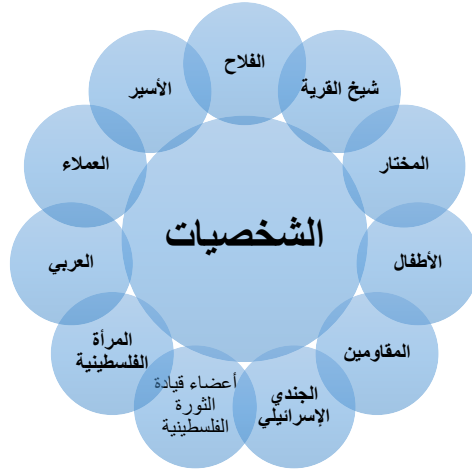 الشخصيات
الفلاح
شيخ القرية
المختار
الأطفال
المقاومين
الجندي
الإسرائيلي
أعضاء قيادة
الثورة
الفلسطينية
المرأة
الفلسطينية
العربي
العملاء
الأسير